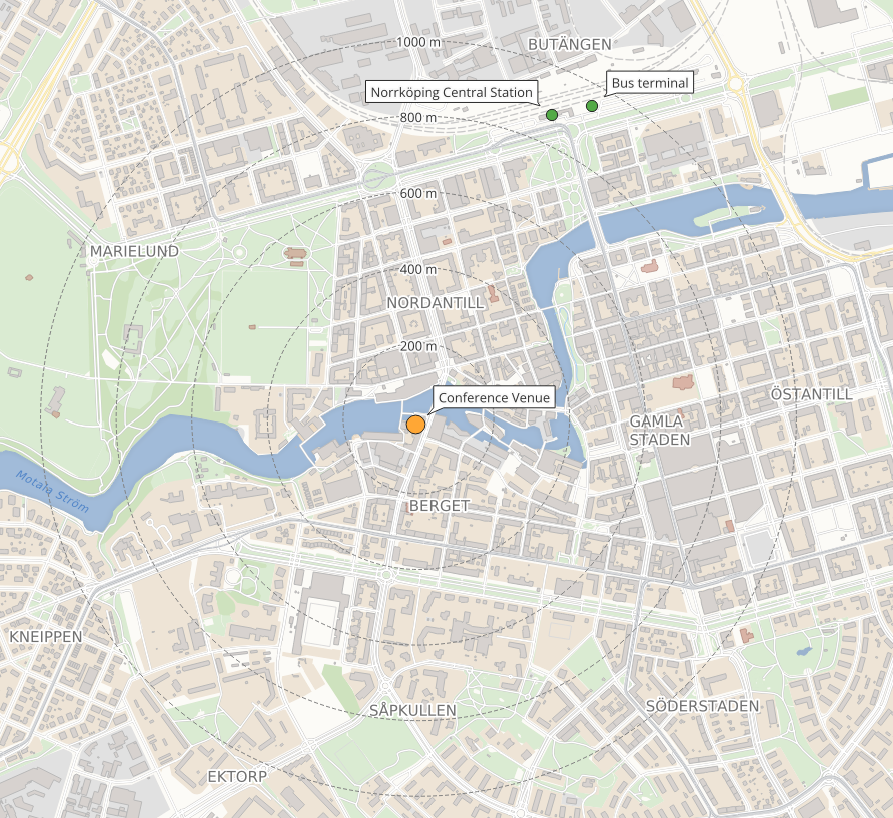 1000 m
BUTÄNGEN
Bus terminal
Norrköping Central Station
800 m
600 m
MARIELUND
400 m
NORDANTILL
200 m
Conference Venue
ÖSTANTILL
GAMLA
STADEN
Motala Ström
BERGET
KNEIPPEN
SÖDERSTADEN
SÅPKULLEN
EKTORP